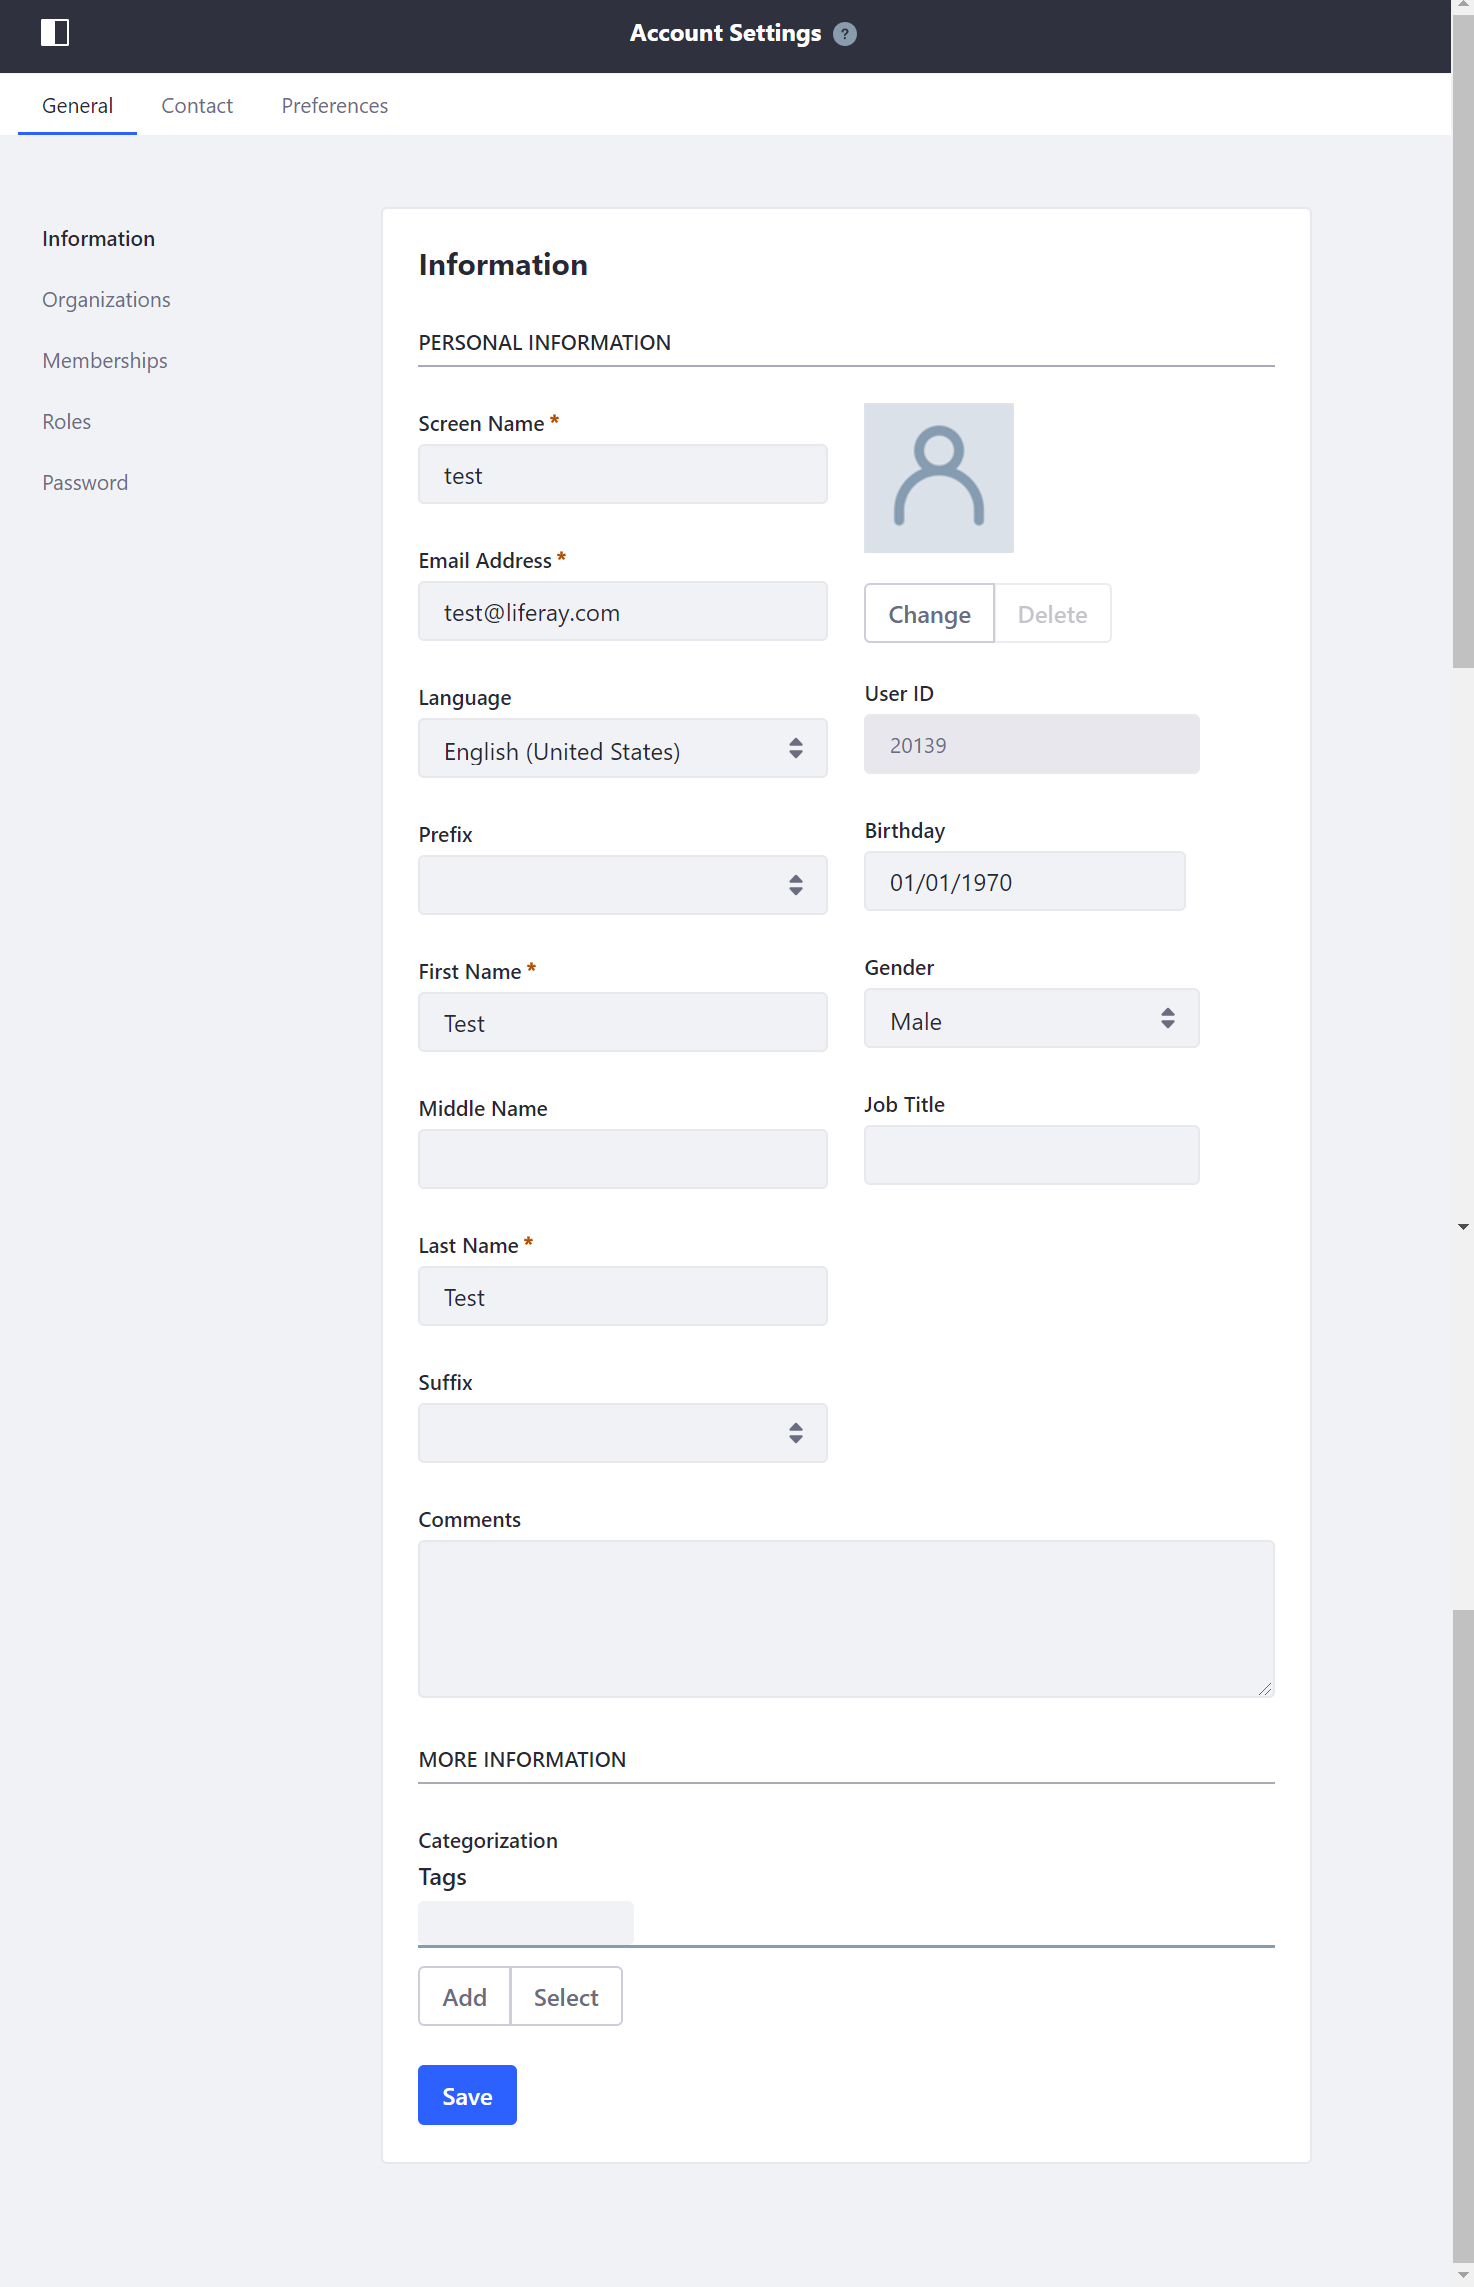 Account Settings ?
General Contact Preferences
Information
Organizations
Memberships
Roles
Password
Information
PERSONAL INFORMATION
Screen Name *
test
Email Address *
test@liferay.com
Change Delete
Language
English (United States)
User ID
20139
Prefix
Birthday
01/01/1970
First Name *
Test
Gender
Male
Middle Name
Job Title
Last Name *
Test
Suffix
Comments
MORE INFORMATION
Categorization
Tags
Add Select
Save